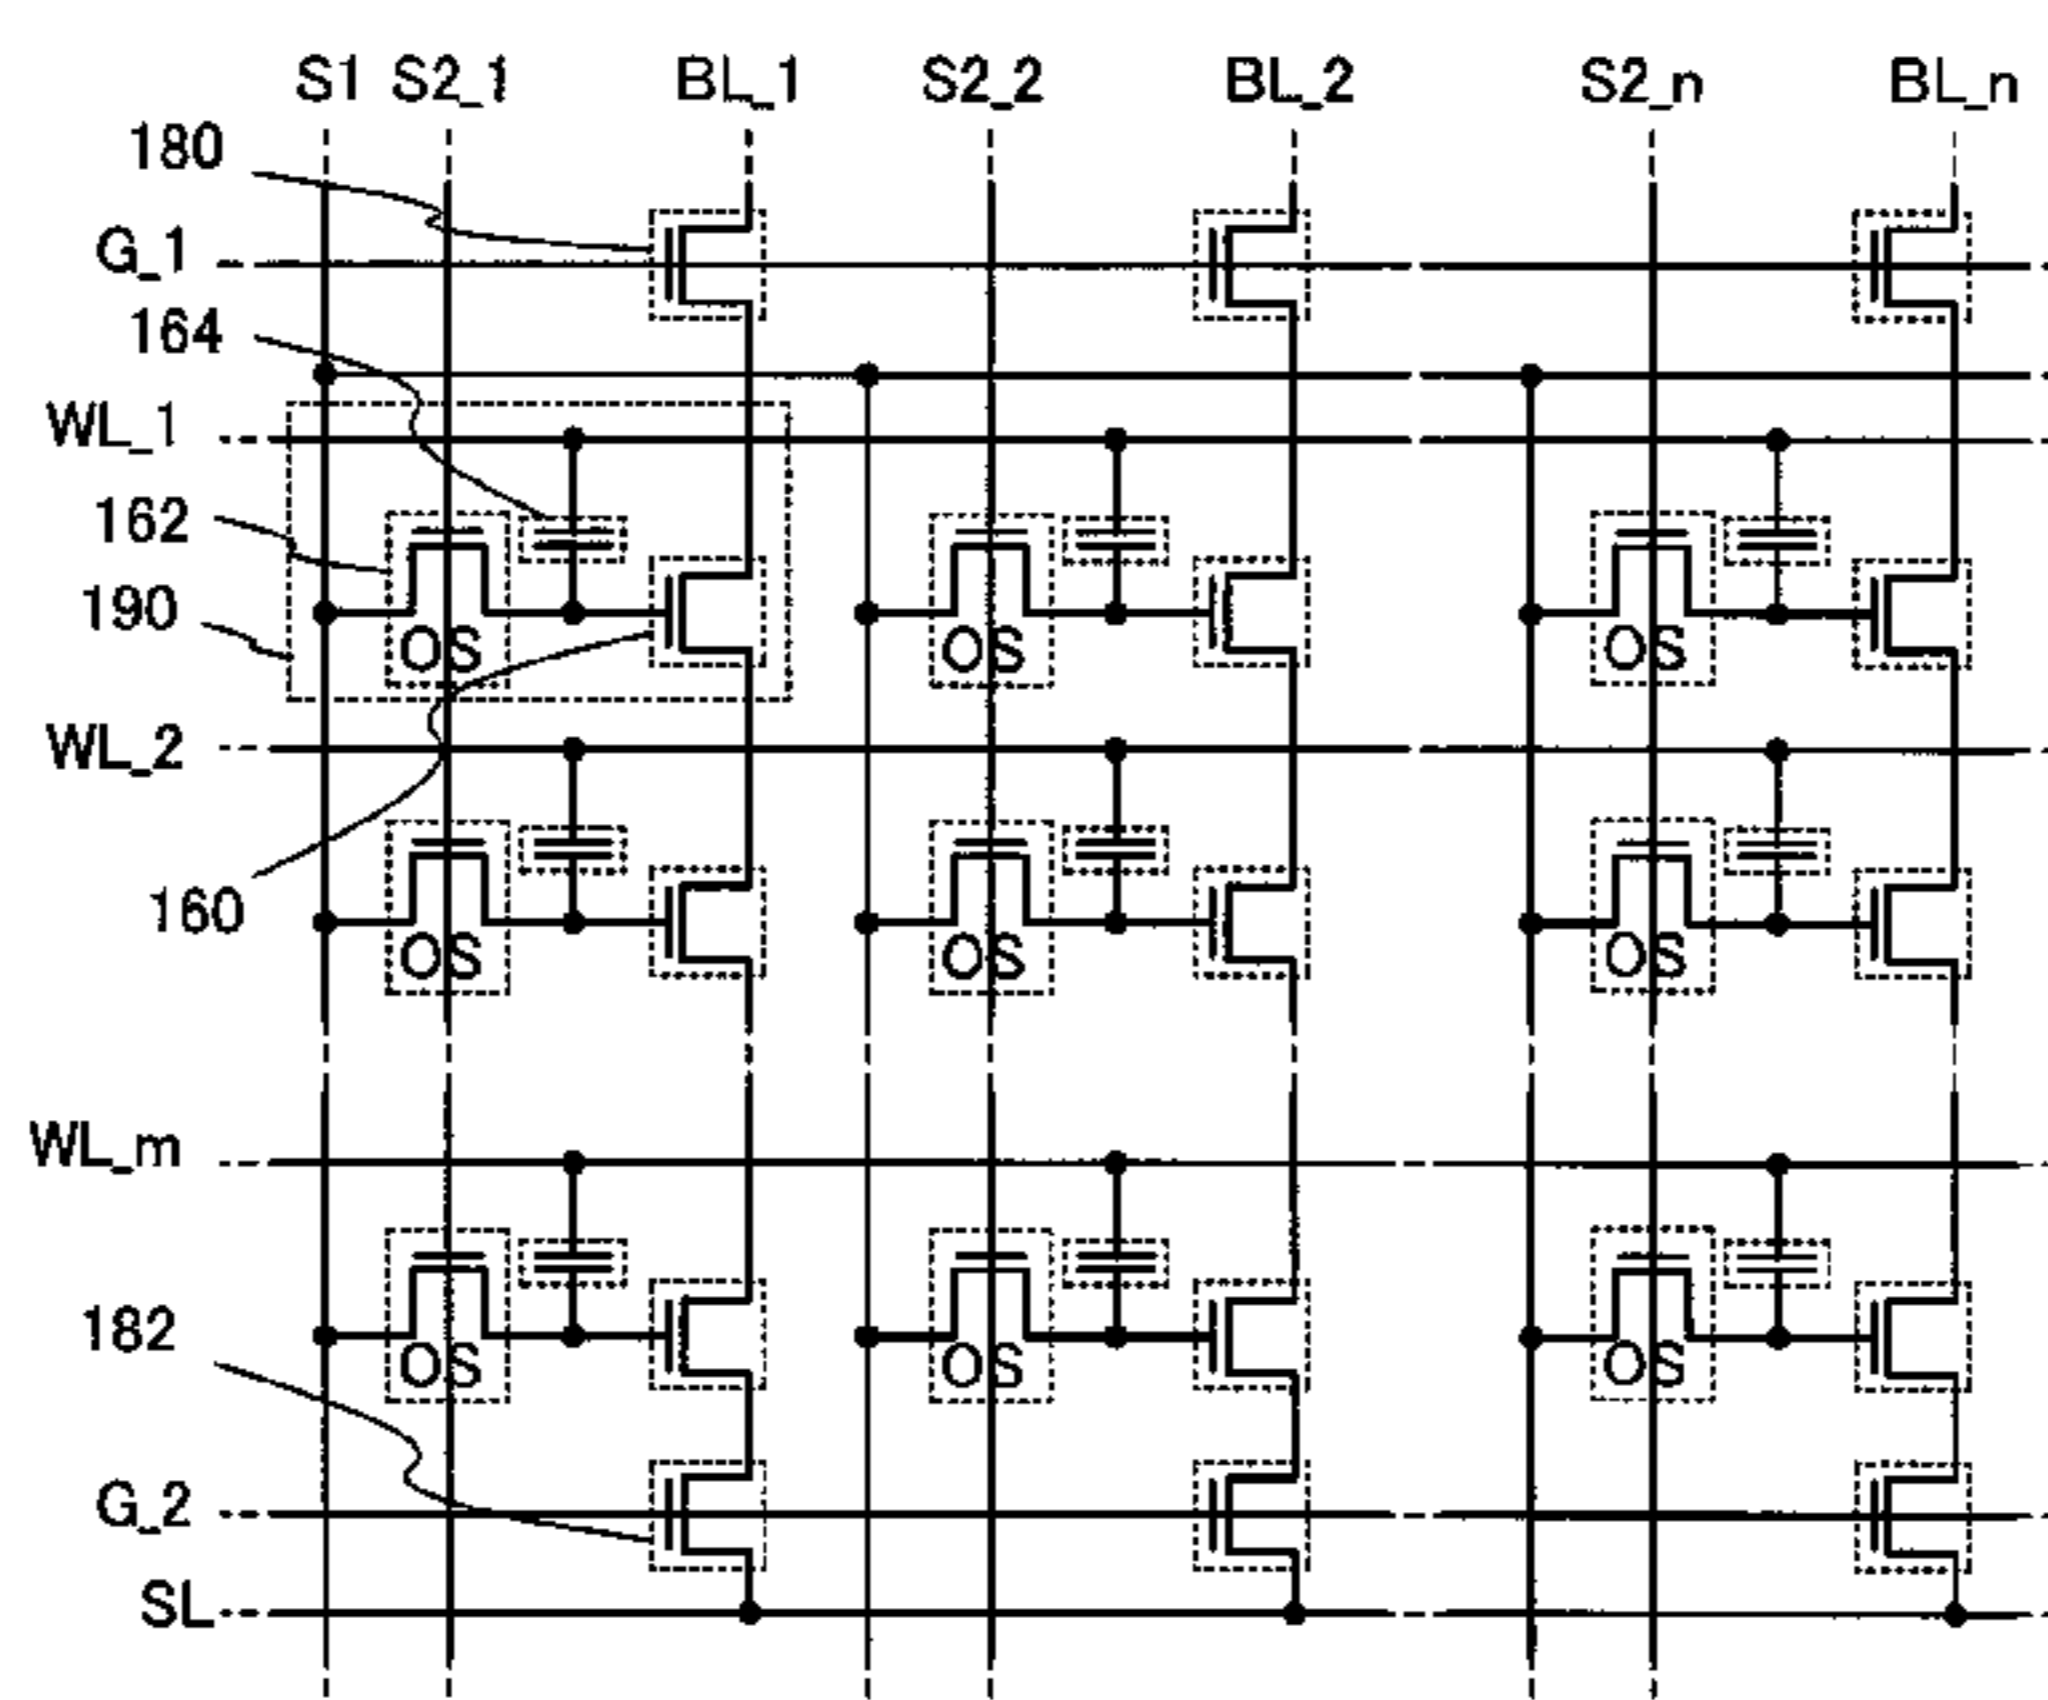 S1 S2_1 BL_1 S2_2 BL_2 S2_n BL_n
180
G_1
164
WL_1
162
190
OS OS OS
WL_2
160
OS OS OS
WL_m
182
OS OS OS
G_2
SL